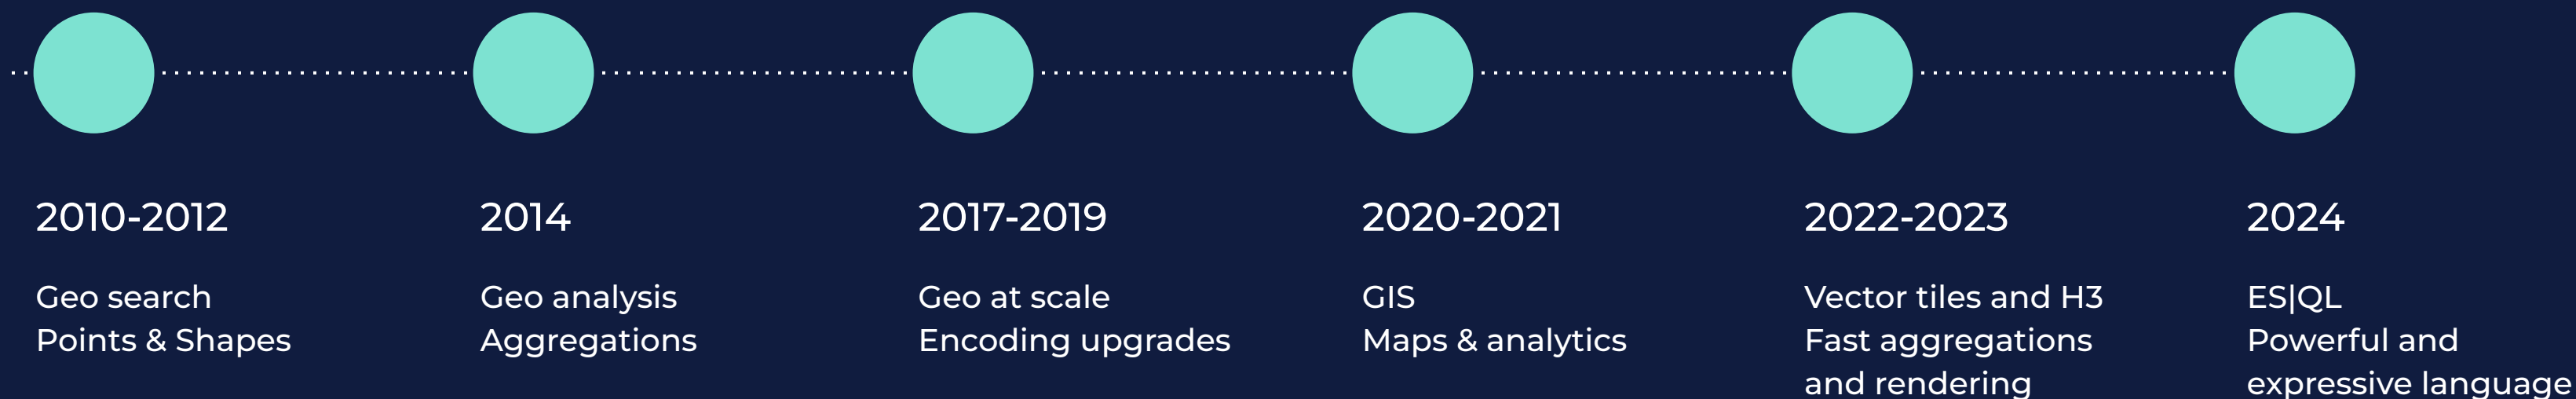 2010-2012
Geo search
Points & Shapes
2014
Geo analysis
Aggregations
2017-2019
Geo at scale
Encoding upgrades
2020-2021
GIS
Maps & analytics
2022-2023
Vector tiles and H3
Fast aggregations
and rendering
2024
ES|QL
Powerful and
expressive language